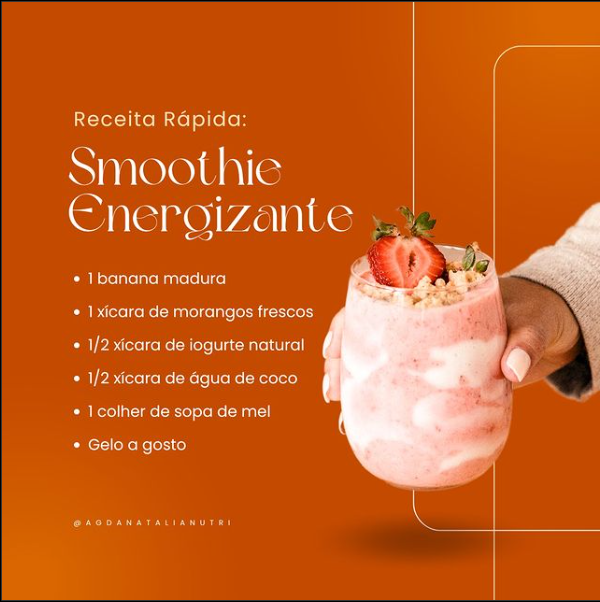 Receita Rápida:
Smoothie
Energizante
• 1 banana madura
• 1 xícara de morangos frescos
• 1/2 xícara de iogurte natural
• 1/2 xícara de água de coco
• 1 colher de sopa de mel
• Gelo a gosto
@AGDANATALIANUTRI